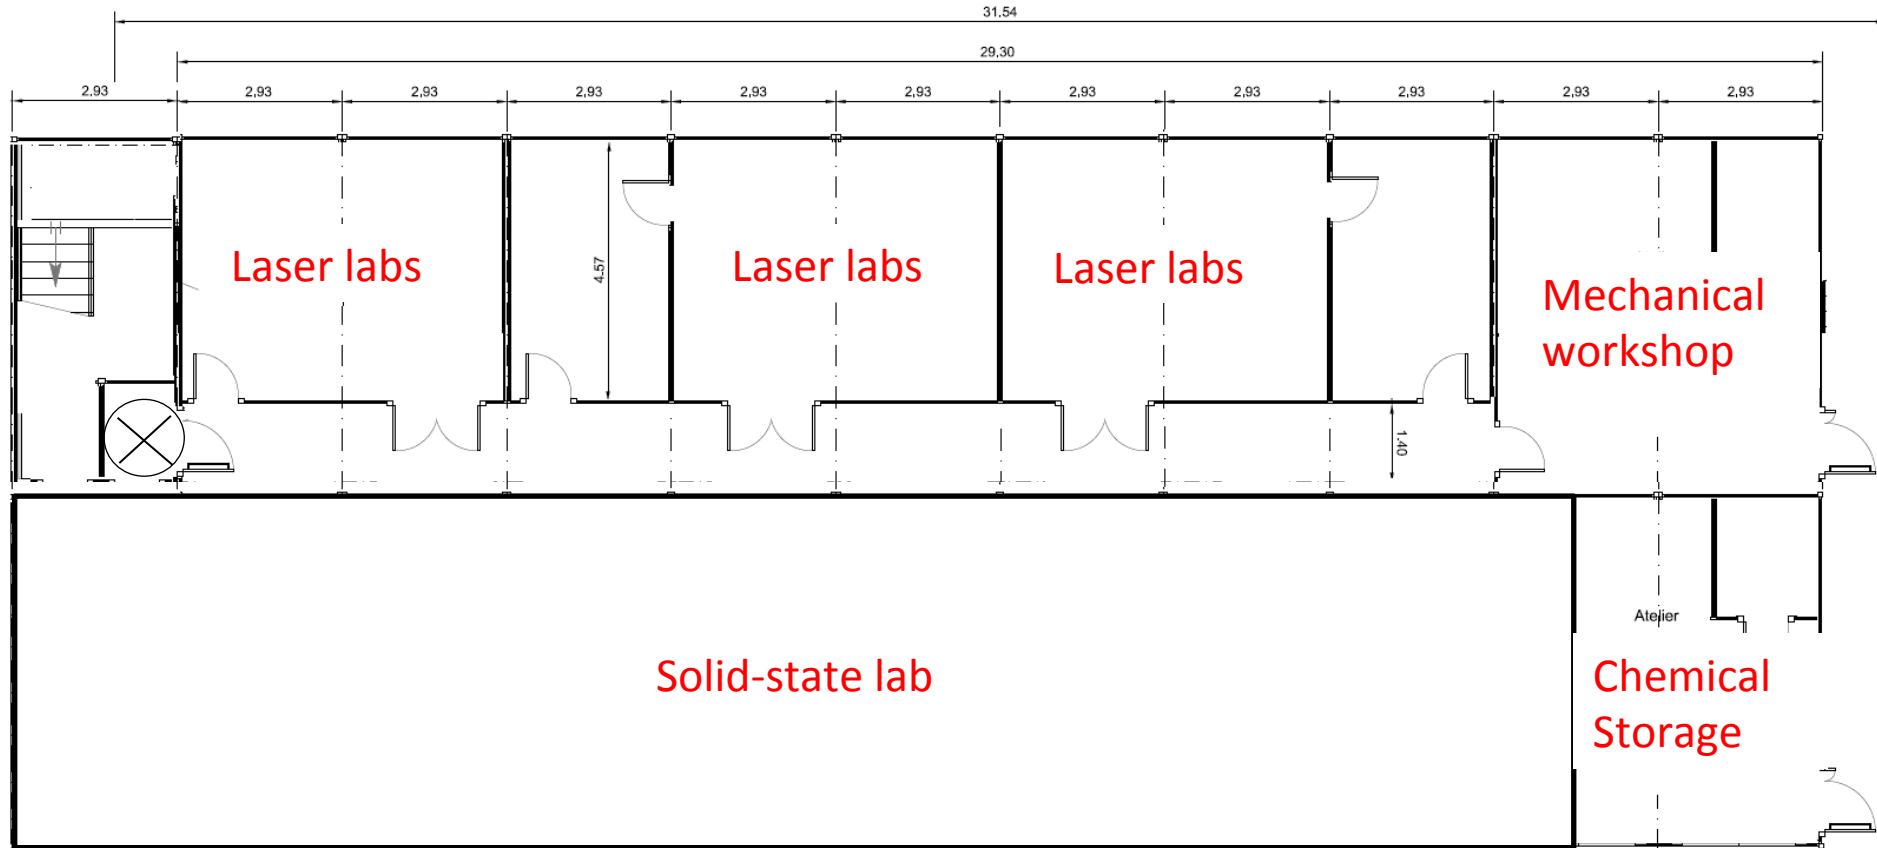 31.54
29.30
2,93 2,93 2,93 2,93 2,93 2,93 2,93 2,93 2,93 2,93 2,93
4.57
Laser labs Laser labs Laser labs
Mechanical
workshop
1.40
Atelier
Solid-state lab
Chemical
Storage